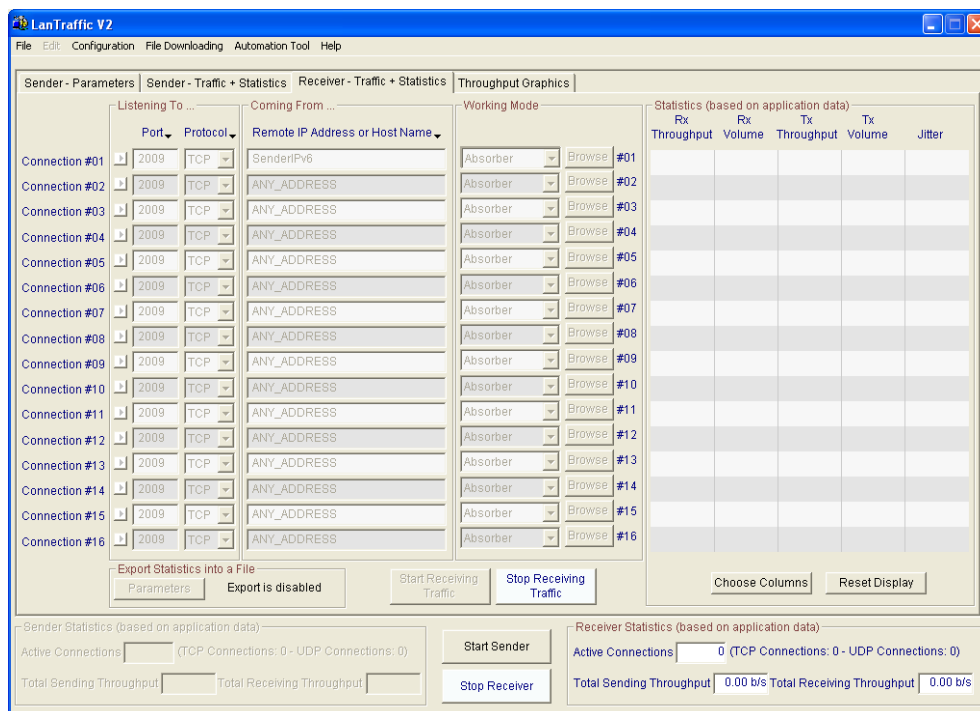 LanTraffic V2
File Edit Configuration File Downloading Automation Tool Help
Sender - Parameters Sender - Traffic + Statistics Receiver - Traffic + Statistics Throughput Graphics
Listening To ... Coming From ... Working Mode Statistics (based on application data)
Port Protocol Remote IP Address or Host Name Rx Throughput Rx Volume Tx Throughput Tx Volume Jitter
Connection #01 2009 TCP SenderIPv6 Absorber Browse #01
Connection #02 2009 TCP ANY_ADDRESS Absorber Browse #02
Connection #03 2009 TCP ANY_ADDRESS Absorber Browse #03
Connection #04 2009 TCP ANY_ADDRESS Absorber Browse #04
Connection #05 2009 TCP ANY_ADDRESS Absorber Browse #05
Connection #06 2009 TCP ANY_ADDRESS Absorber Browse #06
Connection #07 2009 TCP ANY_ADDRESS Absorber Browse #07
Connection #08 2009 TCP ANY_ADDRESS Absorber Browse #08
Connection #09 2009 TCP ANY_ADDRESS Absorber Browse #09
Connection #10 2009 TCP ANY_ADDRESS Absorber Browse #10
Connection #11 2009 TCP ANY_ADDRESS Absorber Browse #11
Connection #12 2009 TCP ANY_ADDRESS Absorber Browse #12
Connection #13 2009 TCP ANY_ADDRESS Absorber Browse #13
Connection #14 2009 TCP ANY_ADDRESS Absorber Browse #14
Connection #15 2009 TCP ANY_ADDRESS Absorber Browse #15
Connection #16 2009 TCP ANY_ADDRESS Absorber Browse #16
Export Statistics into a File
Parameters Export is disabled
Start Receiving Traffic
Stop Receiving Traffic
Choose Columns Reset Display
Sender Statistics (based on application data)
Active Connections (TCP Connections: 0 - UDP Connections: 0)
Total Sending Throughput Total Receiving Throughput
Start Sender
Stop Receiver
Receiver Statistics (based on application data)
Active Connections 0 (TCP Connections: 0 - UDP Connections: 0)
Total Sending Throughput 0.00 b/s Total Receiving Throughput 0.00 b/s